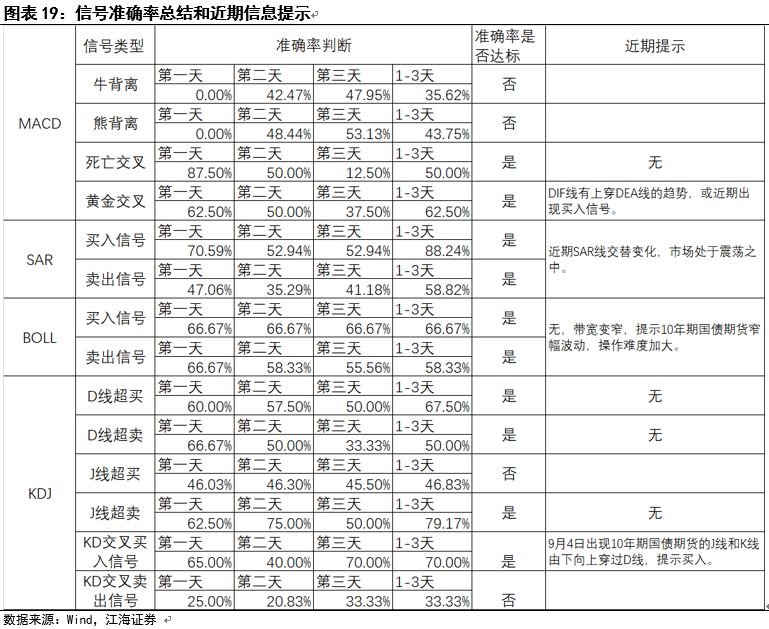 图表 19：信号准确率总结和近期信息提示
信号类型 准确率判断 准确率是否达标 近期提示
MACD
牛背离 第一天 第二天 第三天 1-3天 否
0.00% 42.47% 47.95% 35.62%
熊背离 第一天 第二天 第三天 1-3天 否
0.00% 48.44% 53.13% 43.75%
死亡交叉 第一天 第二天 第三天 1-3天 是 无
87.50% 50.00% 12.50% 50.00%
黄金交叉 第一天 第二天 第三天 1-3天 是 DIF线有上穿DEA线的趋势，或近期出
62.50% 50.00% 37.50% 62.50% 现买入信号。
SAR
买入信号 第一天 第二天 第三天 1-3天 是
70.59% 52.94% 52.94% 88.24%
近期SAR线交替变化，市场处于震荡之
中。
卖出信号 第一天 第二天 第三天 1-3天 是
47.06% 35.29% 41.18% 58.82%
BOLL
买入信号 第一天 第二天 第三天 1-3天 是
66.67% 66.67% 66.67% 66.67%
无，带宽变窄，提示10年期国债期货窄
幅波动，操作难度加大。
卖出信号 第一天 第二天 第三天 1-3天 是
66.67% 58.33% 55.56% 58.33%
KDJ
D线超买 第一天 第二天 第三天 1-3天 是 无
60.00% 57.50% 50.00% 67.50%
D线超卖 第一天 第二天 第三天 1-3天 是 无
66.67% 50.00% 33.33% 50.00%
J线超买 第一天 第二天 第三天 1-3天 否
46.03% 46.30% 45.50% 46.83%
J线超卖 第一天 第二天 第三天 1-3天 是 无
62.50% 75.00% 50.00% 79.17%
KD交叉买 第一天 第二天 第三天 1-3天 是 9月4日出现10年期国债期货的J线和K线
入信号 65.00% 40.00% 70.00% 70.00% 由下向上穿过D线，提示买入。
KD交叉卖 第一天 第二天 第三天 1-3天 否
出信号 25.00% 20.83% 33.33% 33.33%
数据来源：Wind，江海证券